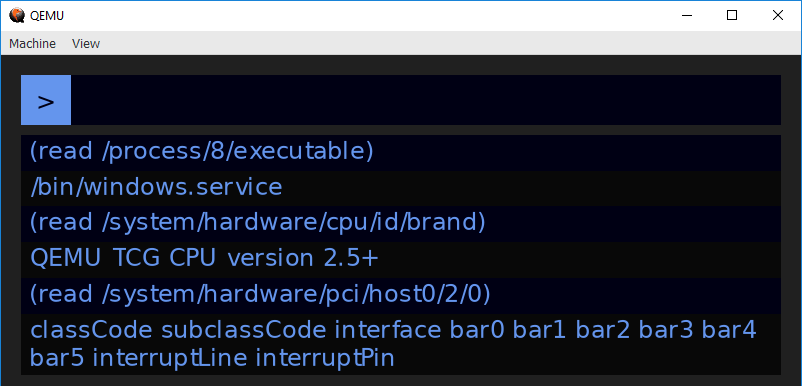 QEMU
Machine View
>
(read /process/8/executable)
/bin/windows.service
(read /system/hardware/cpu/id/brand)
QEMU TCG CPU version 2.5+
(read /system/hardware/pci/host0/2/0)
classCode subclassCode interface bar0 bar1 bar2 bar3 bar4
bar5 interruptLine interruptPin